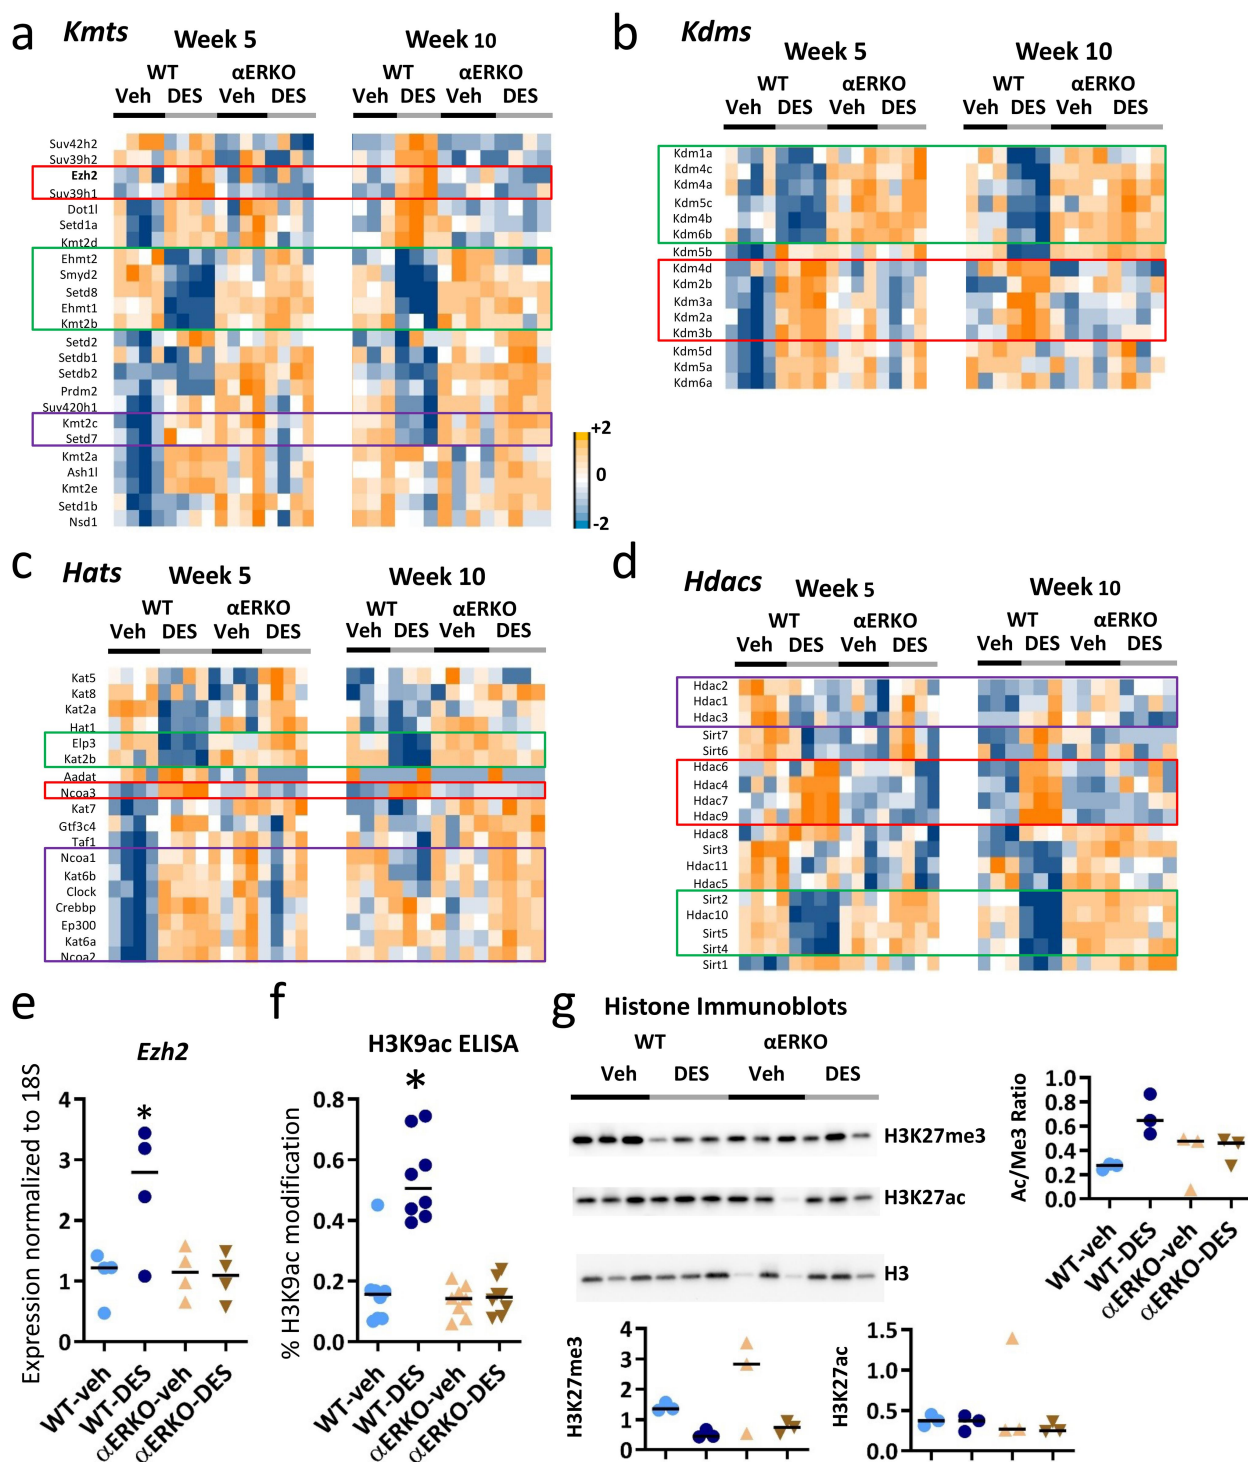 a
Kmts
Week 5
Week 10
WT
αERKO
Veh DES Veh DES
Veh DES Veh DES
Suv42h2
Suv39h2
Ezh2
Suv39h1
Dot1l
Setd1a
Kmt2d
Ehmt2
Smyd2
Setd8
Ehmt1
Kmt2b
Setd2
Setdb1
Setdb2
Prdm2
Suv420h1
Kmt2c
Setd7
Kmt2a
Ash1l
Kmt2e
Setd1b
Nsd1
+2
0
-2
b
Kdms
Week 5
Week 10
WT αERKO
WT αERKO
Veh DES Veh DES
Veh DES Veh DES
Kdm1a
Kdm4c
Kdm4a
Kdm5c
Kdm4b
Kdm6b
Kdm5b
Kdm4d
Kdm2b
Kdm3a
Kdm2a
Kdm3b
Kdm5d
Kdm5a
Kdm6a
c
Hats
Week 5
Week 10
WT αERKO
WT αERKO
Veh DES Veh DES
Veh DES Veh DES
Kat5
Kat8
Kat2a
Hat1
Elp3
Kat2b
Aadat
Ncoa3
Kat7
Gtf3c4
Taf1
Ncoa1
Kat6b
Clock
Crebbp
Ep300
Kat6a
Ncoa2
d
Hdacs
Week 5
Week 10
WT αERKO
WT αERKO
Veh DES Veh DES
Veh DES Veh DES
Hdac2
Hdac1
Hdac3
Sirt7
Sirt6
Hdac6
Hdac4
Hdac7
Hdac9
Hdac8
Sirt3
Hdac11
Hdac5
Sirt2
Hdac10
Sirt5
Sirt4
Sirt1
e
Ezh2
Expression normalized to 18S
4
3
2
1
0
*
WT-veh
WT-DES
αERKO-veh
αERKO-DES
f
H3K9ac ELISA
% H3K9ac modification
0.8
0.6
0.4
0.2
0.0
*
WT-veh
WT-DES
αERKO-veh
αERKO-DES
g
Histone Immunoblots
WT αERKO
Veh DES Veh DES
H3K27me3
H3K27ac
H3
Ac/Me3 Ratio
1.0
0.8
0.6
0.4
0.2
0.0
WT-veh
WT-DES
αERKO-veh
αERKO-DES
H3K27me3
4
3
2
1
0
H3K27ac
1.5
1.0
0.5
0.0